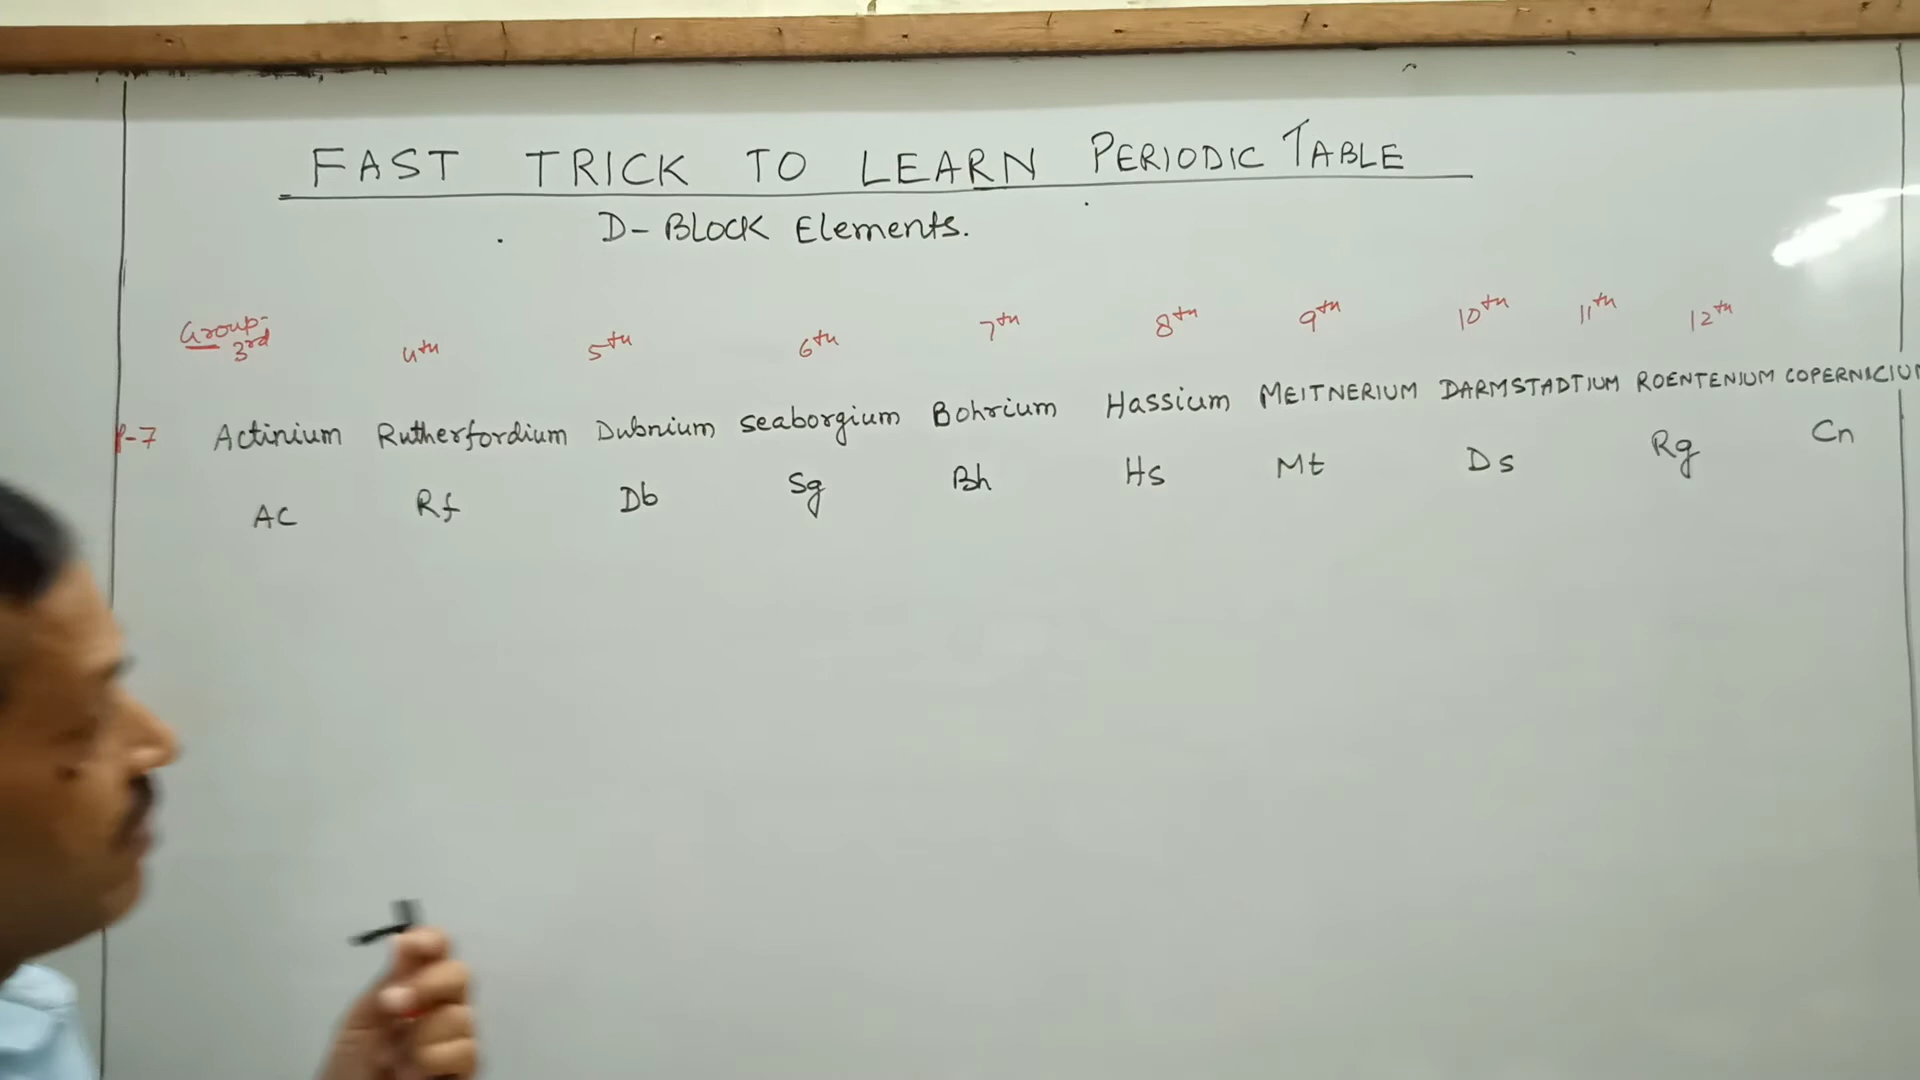 FAST TRICK TO LEARN PERIODIC TABLE
D-BLOCK Elements.
Group-
3rd 4th 5th 6th 7th 8th 9th 10th 11th 12th
P-7 Actinium Rutherfordium Dubnium Seaborgium Bohrium Hassium MEITNERIUM DARMSTADTIUM ROENTENIUM COPERNICIUM
AC Rf Db Sg Bh Hs Mt Ds Rg Cn